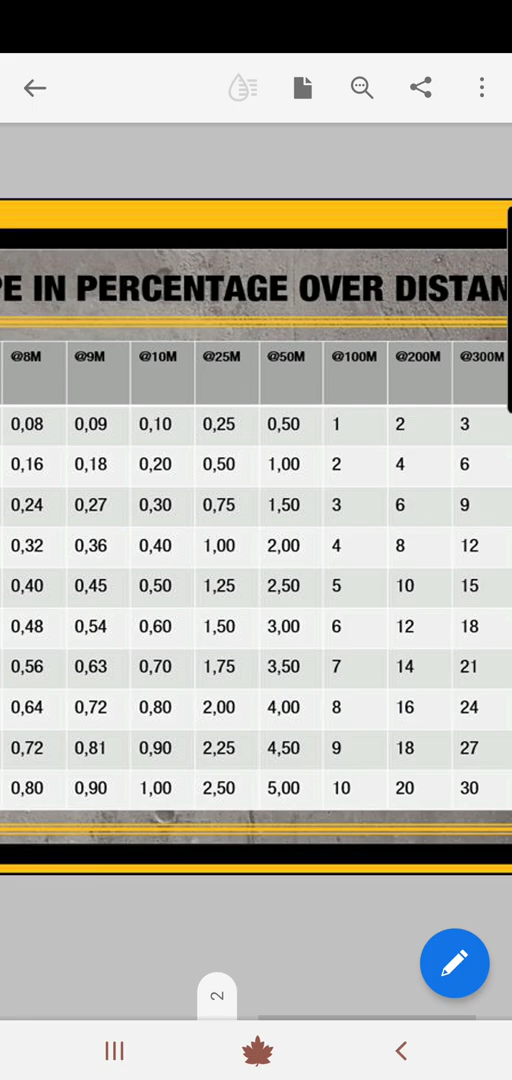 PE IN PERCENTAGE OVER DISTAN
@8M @9M @10M @25M @50M @100M @200M @300M
0,08 0,09 0,10 0,25 0,50 1 2 3
0,16 0,18 0,20 0,50 1,00 2 4 6
0,24 0,27 0,30 0,75 1,50 3 6 9
0,32 0,36 0,40 1,00 2,00 4 8 12
0,40 0,45 0,50 1,25 2,50 5 10 15
0,48 0,54 0,60 1,50 3,00 6 12 18
0,56 0,63 0,70 1,75 3,50 7 14 21
0,64 0,72 0,80 2,00 4,00 8 16 24
0,72 0,81 0,90 2,25 4,50 9 18 27
0,80 0,90 1,00 2,50 5,00 10 20 30
2